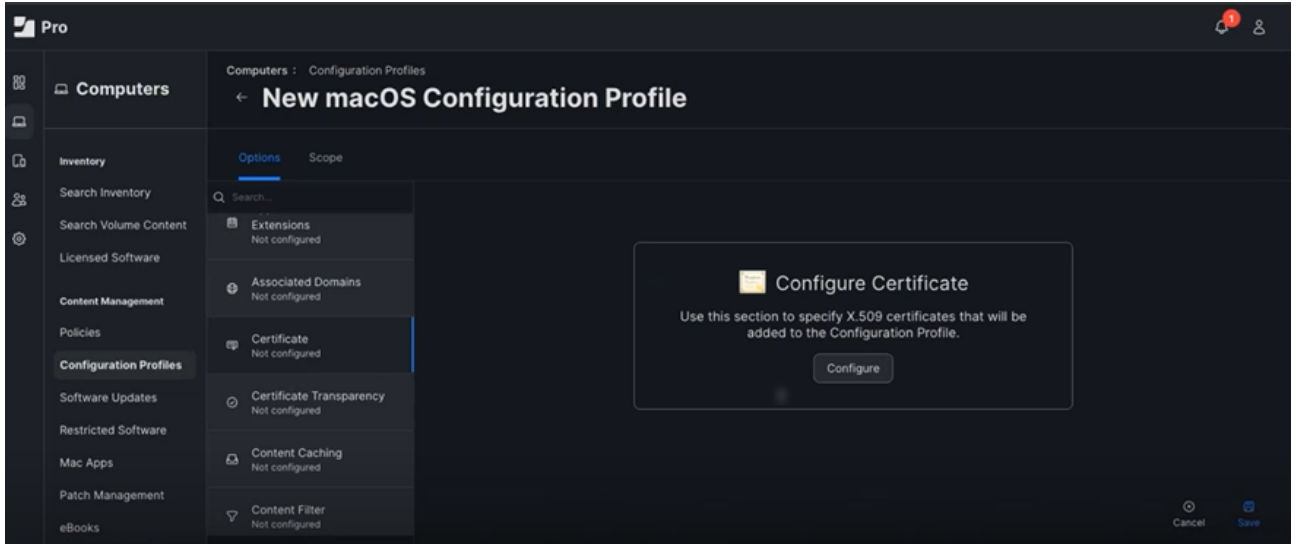 Pro
1
Computers
Computers : Configuration Profiles
← New macOS Configuration Profile
Inventory
Search Inventory
Search Volume Content
Licensed Software
Content Management
Policies
Configuration Profiles
Software Updates
Restricted Software
Mac Apps
Patch Management
eBooks
Options Scope
Search...
Extensions
Not configured
Associated Domains
Not configured
Certificate
Not configured
Certificate Transparency
Not configured
Content Caching
Not configured
Content Filter
Not configured
Configure Certificate
Use this section to specify X.509 certificates that will be
added to the Configuration Profile.
Configure
Cancel Save